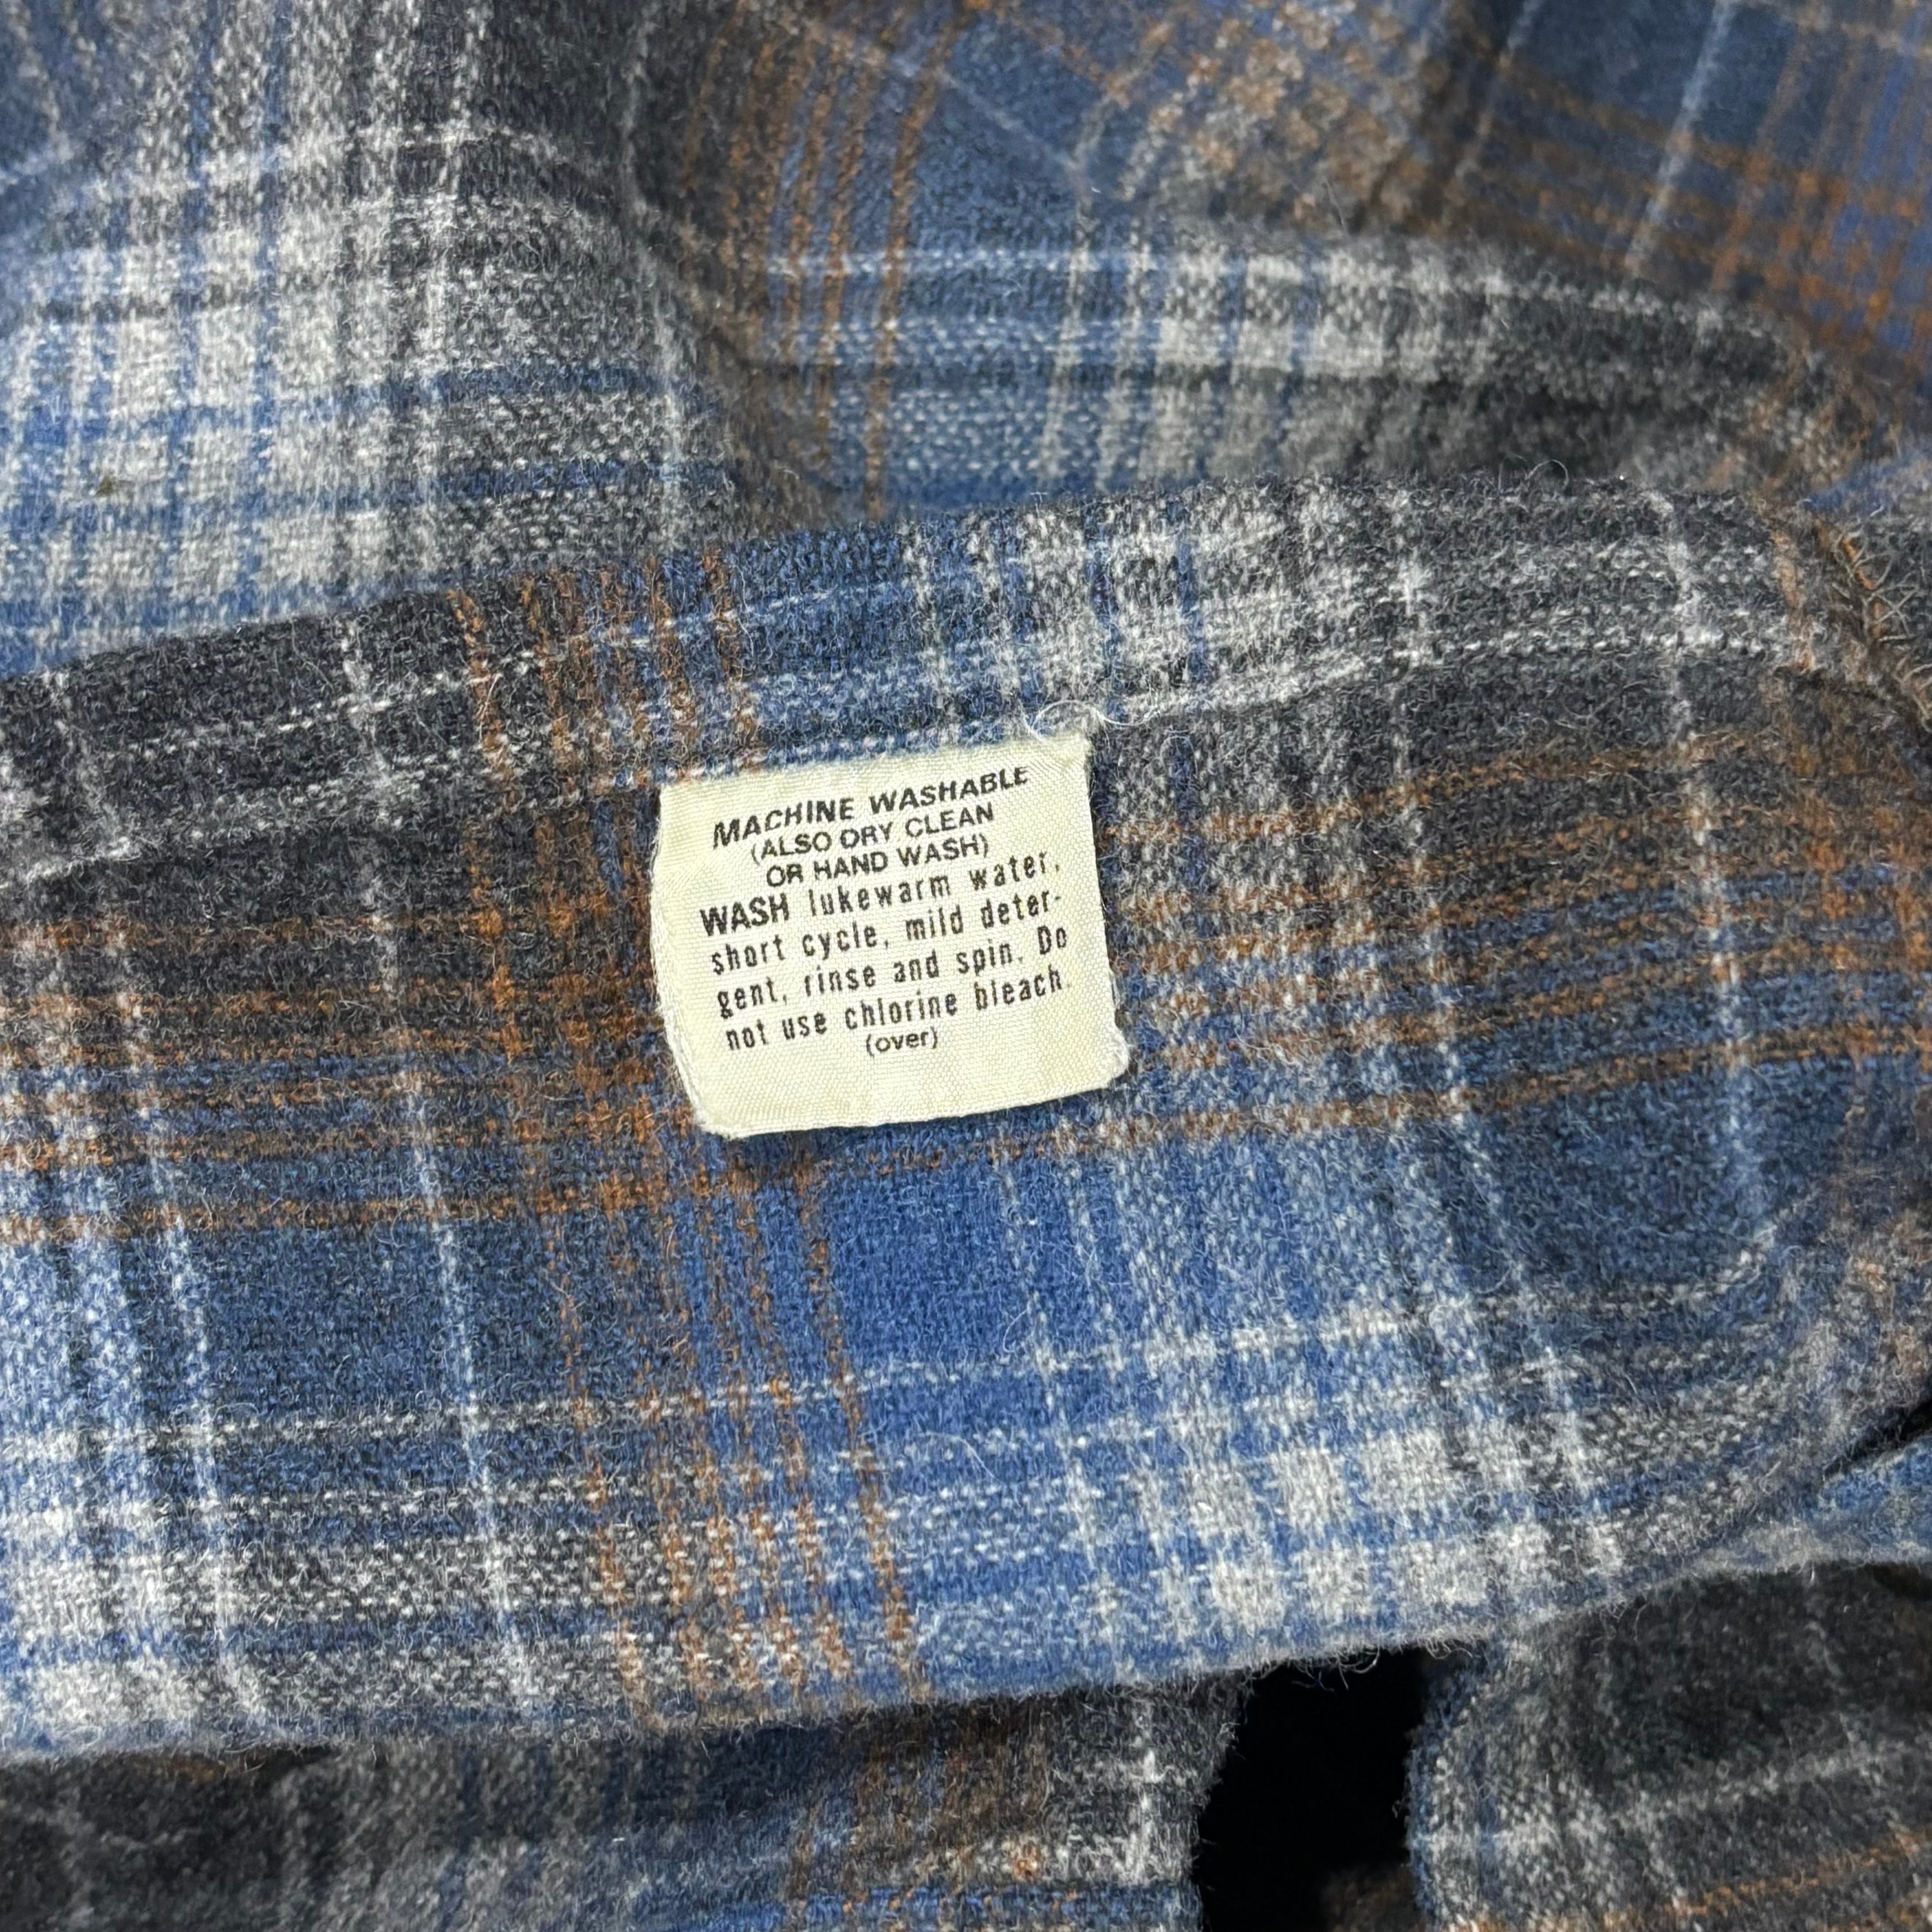 MACHINE WASHABLE
(ALSO DRY CLEAN
OR HAND WASH)
WASH lukewarm water,
short cycle, mild deter-
gent, rinse and spin. Do
not use chlorine bleach.
(over)